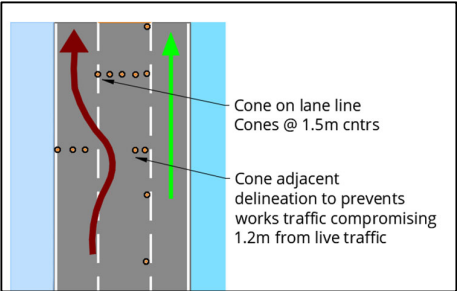 Cone on lane line
Cones @ 1.5m cntrs
Cone adjacent
delineation to prevents
works traffic compromising
1.2m from live traffic